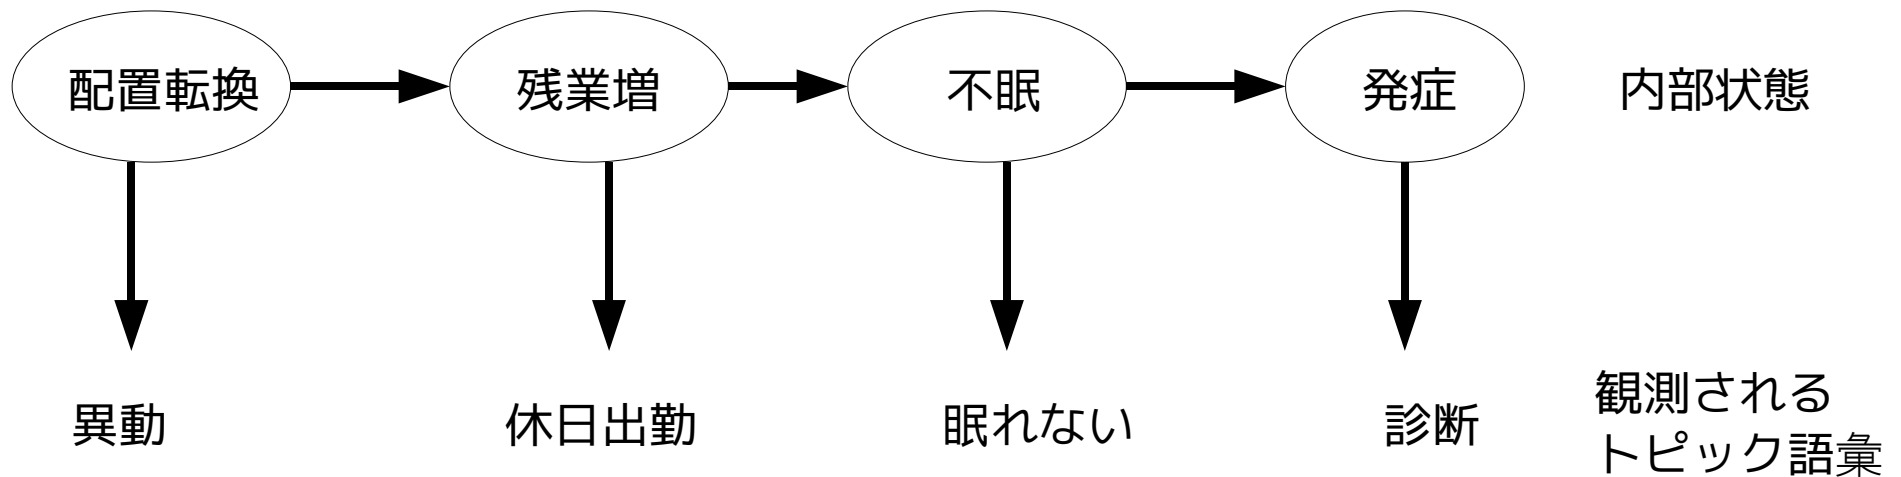 配置転換
残業増
不眠
発症
内部状態
異動
休日出勤
眠れない
診断
観測される
トピック語彙